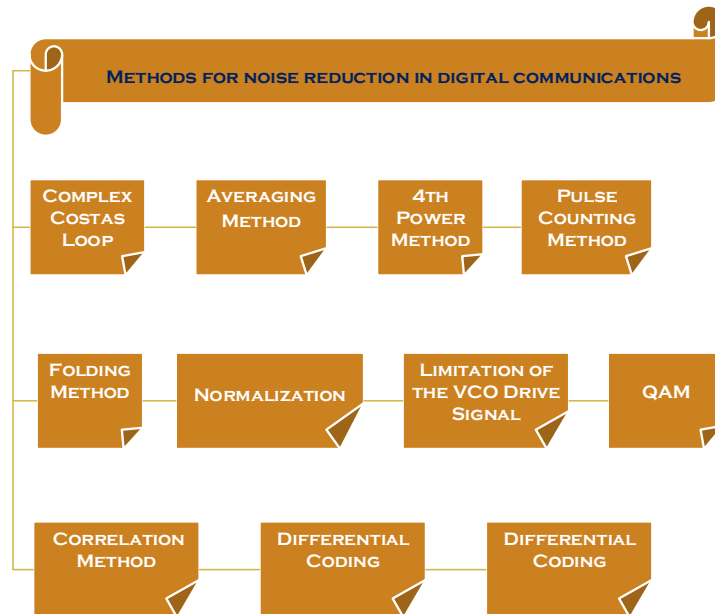 Methods for noise reduction in digital communications
Complex
Costas
Loop
Averaging
Method
4th
Power
Method
Pulse
Counting
Method
Folding
Method
Normalization
Limitation of
the VCO Drive
Signal
QAM
Correlation
Method
Differential
Coding
Differential
Coding